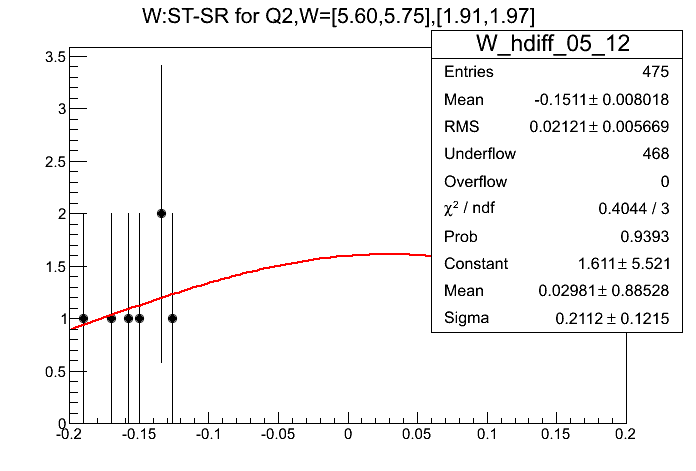 W:ST-SR for Q2,W=[5.60,5.75],[1.91,1.97]
W_hdiff_05_12
Entries 475
Mean -0.1511± 0.008018
RMS 0.02121± 0.005669
Underflow 468
Overflow 0
χ² / ndf 0.4044 / 3
Prob 0.9393
Constant 1.611± 5.521
Mean 0.02981± 0.88528
Sigma 0.2112± 0.1215
3.5
3
2.5
2
1.5
1
0.5
0
-0.2 -0.15 -0.1 -0.05 0 0.05 0.1 0.15 0.2